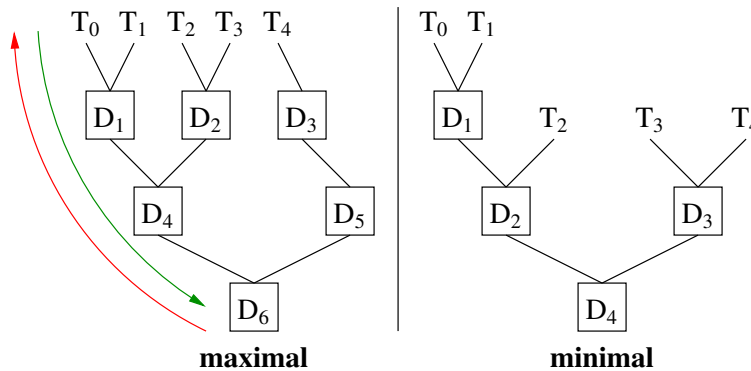 T0 T1 T2 T3 T4 T0 T1
D1 D2 D3 D1 T2 T3 T4
D4 D5 D2 D3
D6 D4
maximal minimal